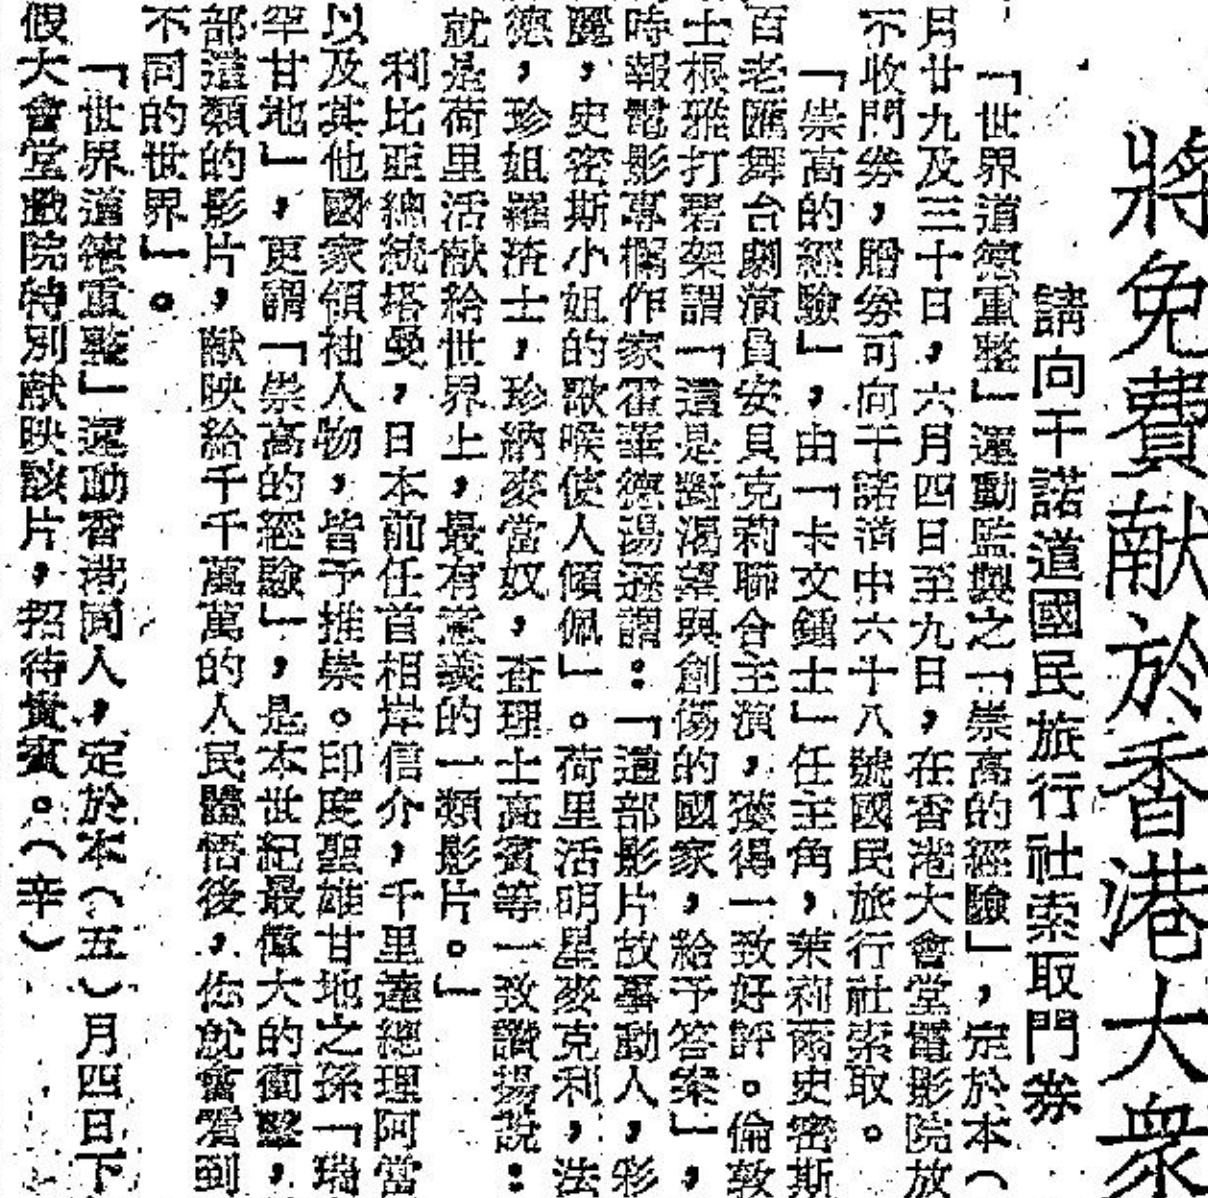 將免費献於香港大衆
請向干諾道國民旅行社索取門券
「世界道德重整」運動監製之「崇高的經驗」,定於本(
月廿九及三十日,六月四日至九日,在香港大會堂電影院放
不收門券,贈券可向干諾道中六十八號國民旅行社索取。
「崇高的經驗」,由「卡文鍾士」任主角,茱莉爾史密斯
百老匯舞台劇演員安貝克莉聯合主演,獲得一致好評。倫敦
士根雅打碧架謂「這是對渴望與創傷的國家,給予答案」,
時報電影專欄作家霍華德湯遜謂:「這部影片故事動人,彩
麗,史密斯小姐的歌喉使人傾佩」。荷里活明星麥克利,法
德,珍姐羅渣士,珍納麥當奴,查理士高賓等一致讚揚說:
就是荷里活献給世界上,最有意義的一類影片。」
利比亞總統塔曼,日本前任首相岸信介,千里達總理阿當
以及其他國家領袖人物,皆予推崇。印度聖雄甘地之孫「瑞
罕甘地」,更謂「崇高的經驗」,是本世紀最偉大的衝擊,
部這類的影片,献映給千千萬萬的人民體悟後,你就會看到
不同的世界」。
「世界道德重整」運動香港同人,定於本(五)月四日下
假大會堂戲院特別献映該片,招待貴賓。(辛)